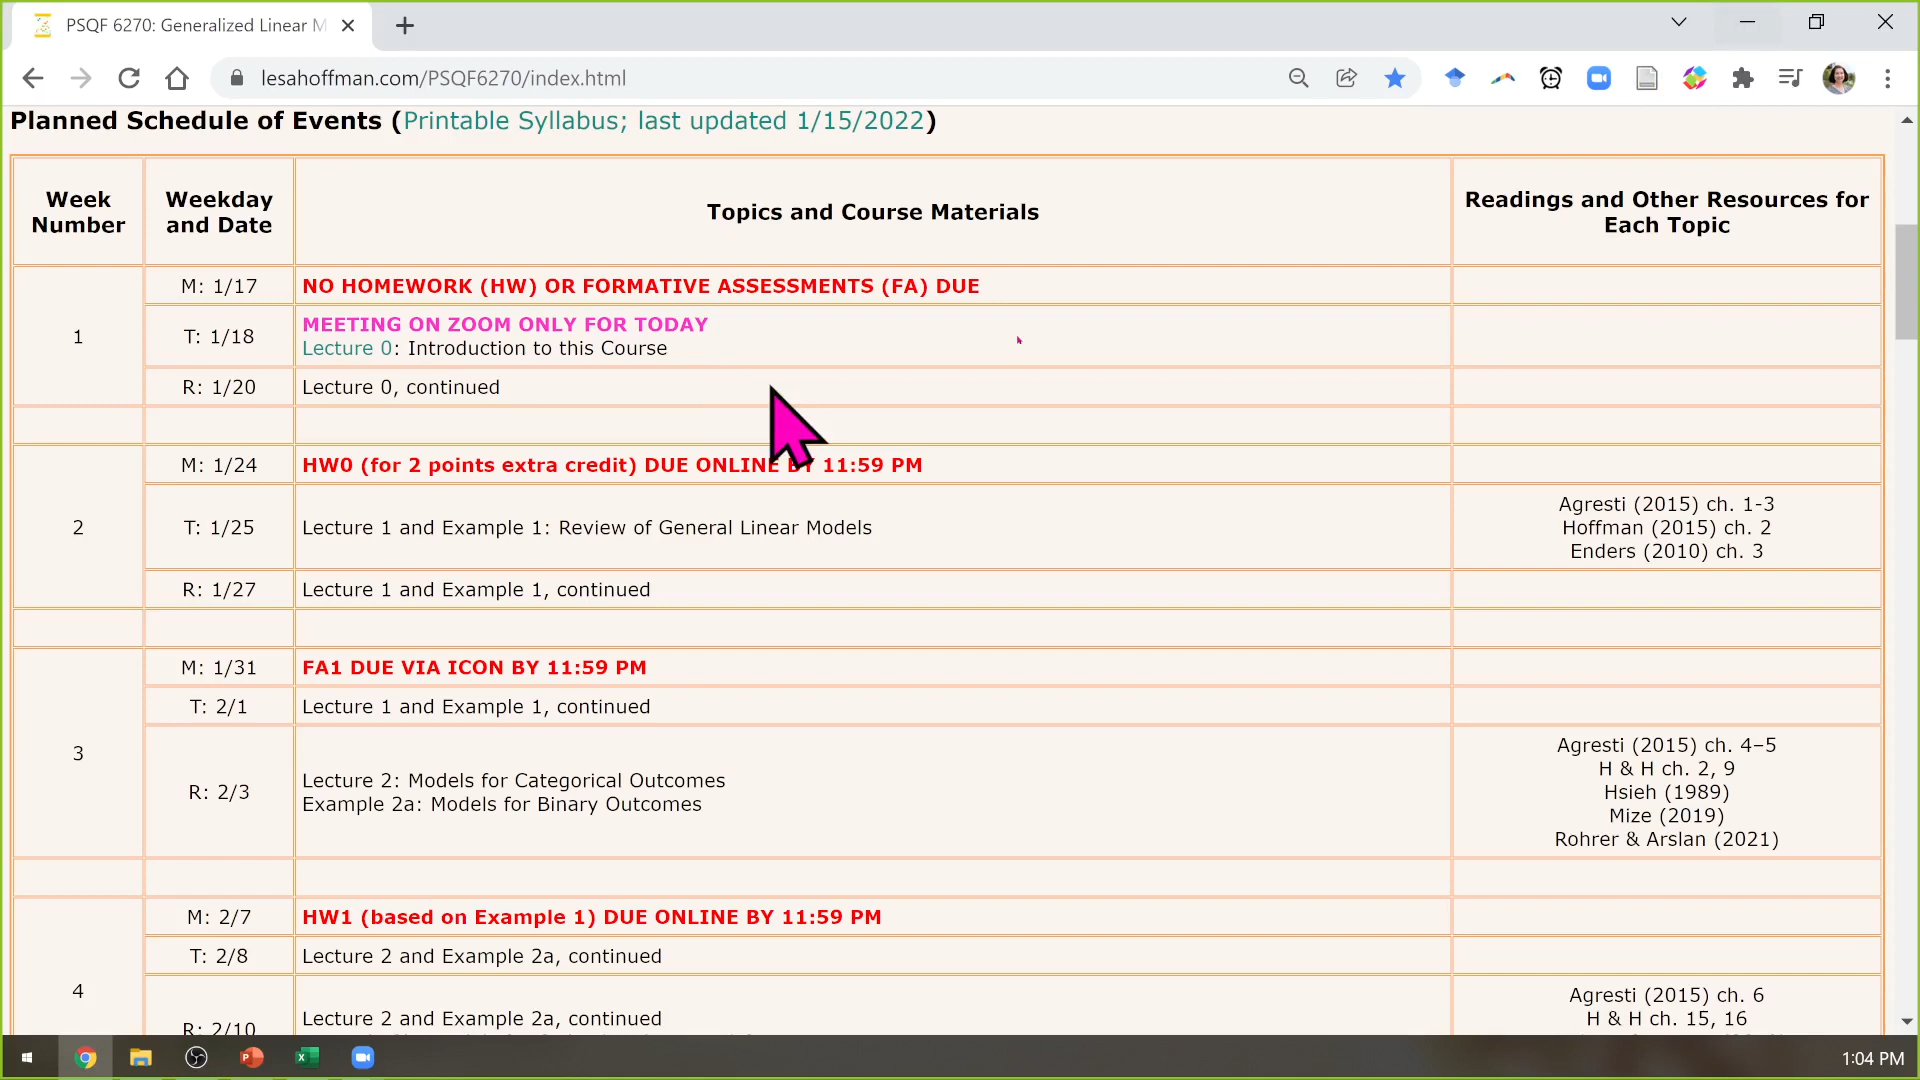 PSQF 6270: Generalized Linear M
lesahoffman.com/PSQF6270/index.html
Planned Schedule of Events (Printable Syllabus; last updated 1/15/2022)
Week Number
Weekday and Date
Topics and Course Materials
Readings and Other Resources for Each Topic
1
M: 1/17
NO HOMEWORK (HW) OR FORMATIVE ASSESSMENTS (FA) DUE
T: 1/18
MEETING ON ZOOM ONLY FOR TODAY
Lecture 0: Introduction to this Course
R: 1/20
Lecture 0, continued
2
M: 1/24
HW0 (for 2 points extra credit) DUE ONLINE BY 11:59 PM
T: 1/25
Lecture 1 and Example 1: Review of General Linear Models
Agresti (2015) ch. 1-3
Hoffman (2015) ch. 2
Enders (2010) ch. 3
R: 1/27
Lecture 1 and Example 1, continued
3
M: 1/31
FA1 DUE VIA ICON BY 11:59 PM
T: 2/1
Lecture 1 and Example 1, continued
R: 2/3
Lecture 2: Models for Categorical Outcomes
Example 2a: Models for Binary Outcomes
Agresti (2015) ch. 4–5
H & H ch. 2, 9
Hsieh (1989)
Mize (2019)
Rohrer & Arslan (2021)
4
M: 2/7
HW1 (based on Example 1) DUE ONLINE BY 11:59 PM
T: 2/8
Lecture 2 and Example 2a, continued
R: 2/10
Lecture 2 and Example 2a, continued
Agresti (2015) ch. 6
H & H ch. 15, 16
1:04 PM